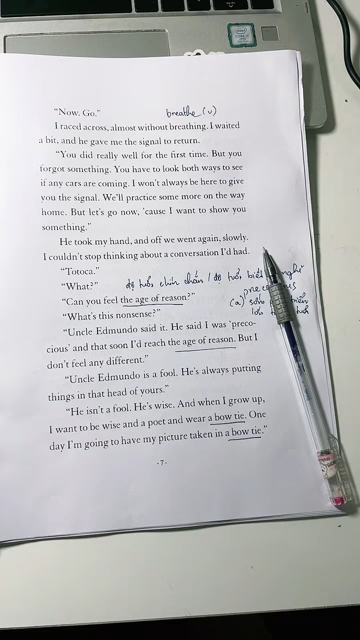 "Now. Go." breathe (v)
I raced across, almost without breathing. I waited
a bit, and he gave me the signal to return.
"You did really well for the first time. But you
forgot something. You have to look both ways to see
if any cars are coming. I won't always be here to give
you the signal. We'll practice some more on the way
home. But let's go now, 'cause I want to show you
something."
He took my hand, and off we went again, slowly.
I couldn't stop thinking about a conversation I'd had.
"Totoca."
"What?" độ tuổi chín chắn / độ tuổi biết nghĩ
"Can you feel the age of reason?" (a)
"What's this nonsense?"
"Uncle Edmundo said it. He said I was 'preco-
cious' and that soon I'd reach the age of reason. But I
don't feel any different."
"Uncle Edmundo is a fool. He's always putting
things in that head of yours."
"He isn't a fool. He's wise. And when I grow up,
I want to be wise and a poet and wear a bow tie. One
day I'm going to have my picture taken in a bow tie."
-7-